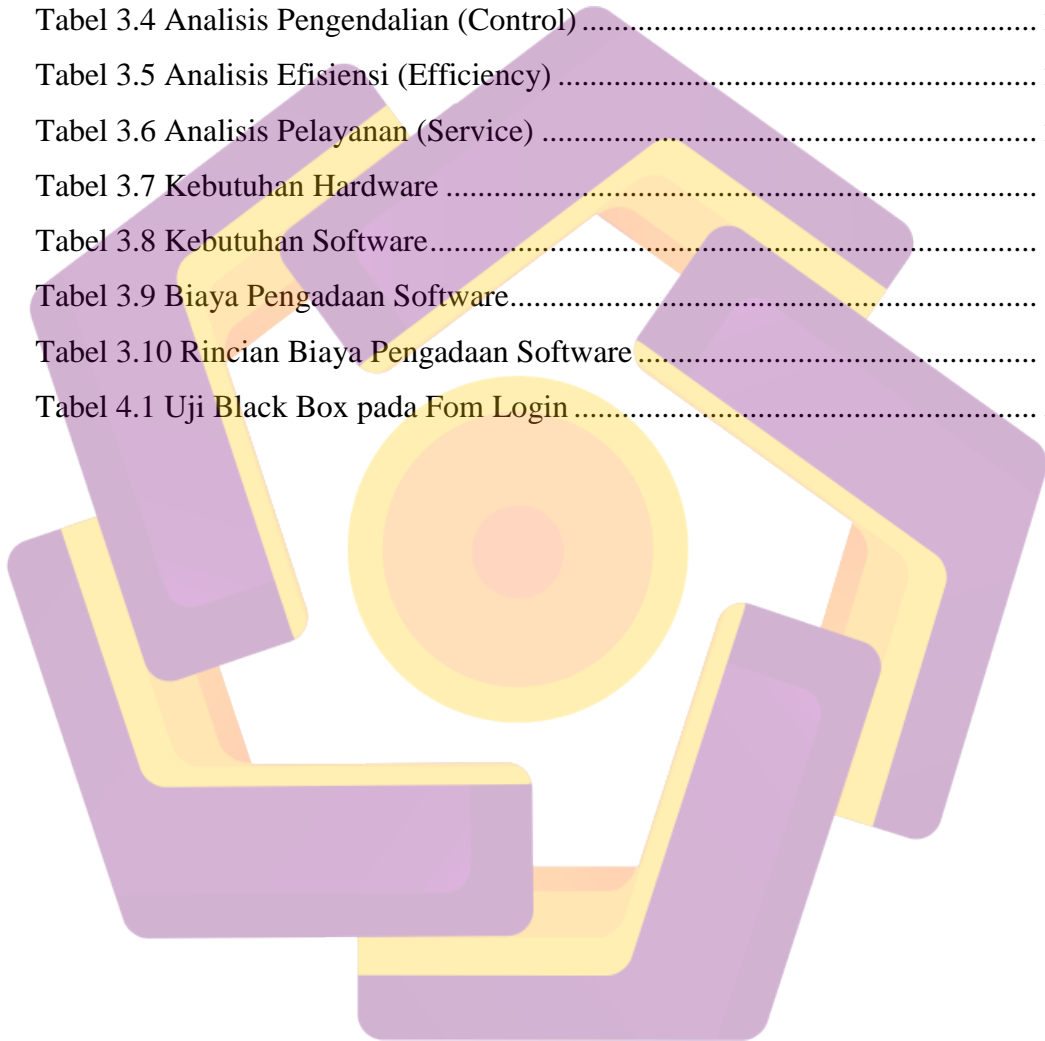 Tabel 3.4 Analisis Pengendalian (Control) ........................................................................
Tabel 3.5 Analisis Efisiensi (Efficiency) ............................................................................
Tabel 3.6 Analisis Pelayanan (Service) ..............................................................................
Tabel 3.7 Kebutuhan Hardware .............................................................................................
Tabel 3.8 Kebutuhan Software................................................................................................
Tabel 3.9 Biaya Pengadaan Software...................................................................................
Tabel 3.10 Rincian Biaya Pengadaan Software ...............................................................
Tabel 4.1 Uji Black Box pada Fom Login .........................................................................